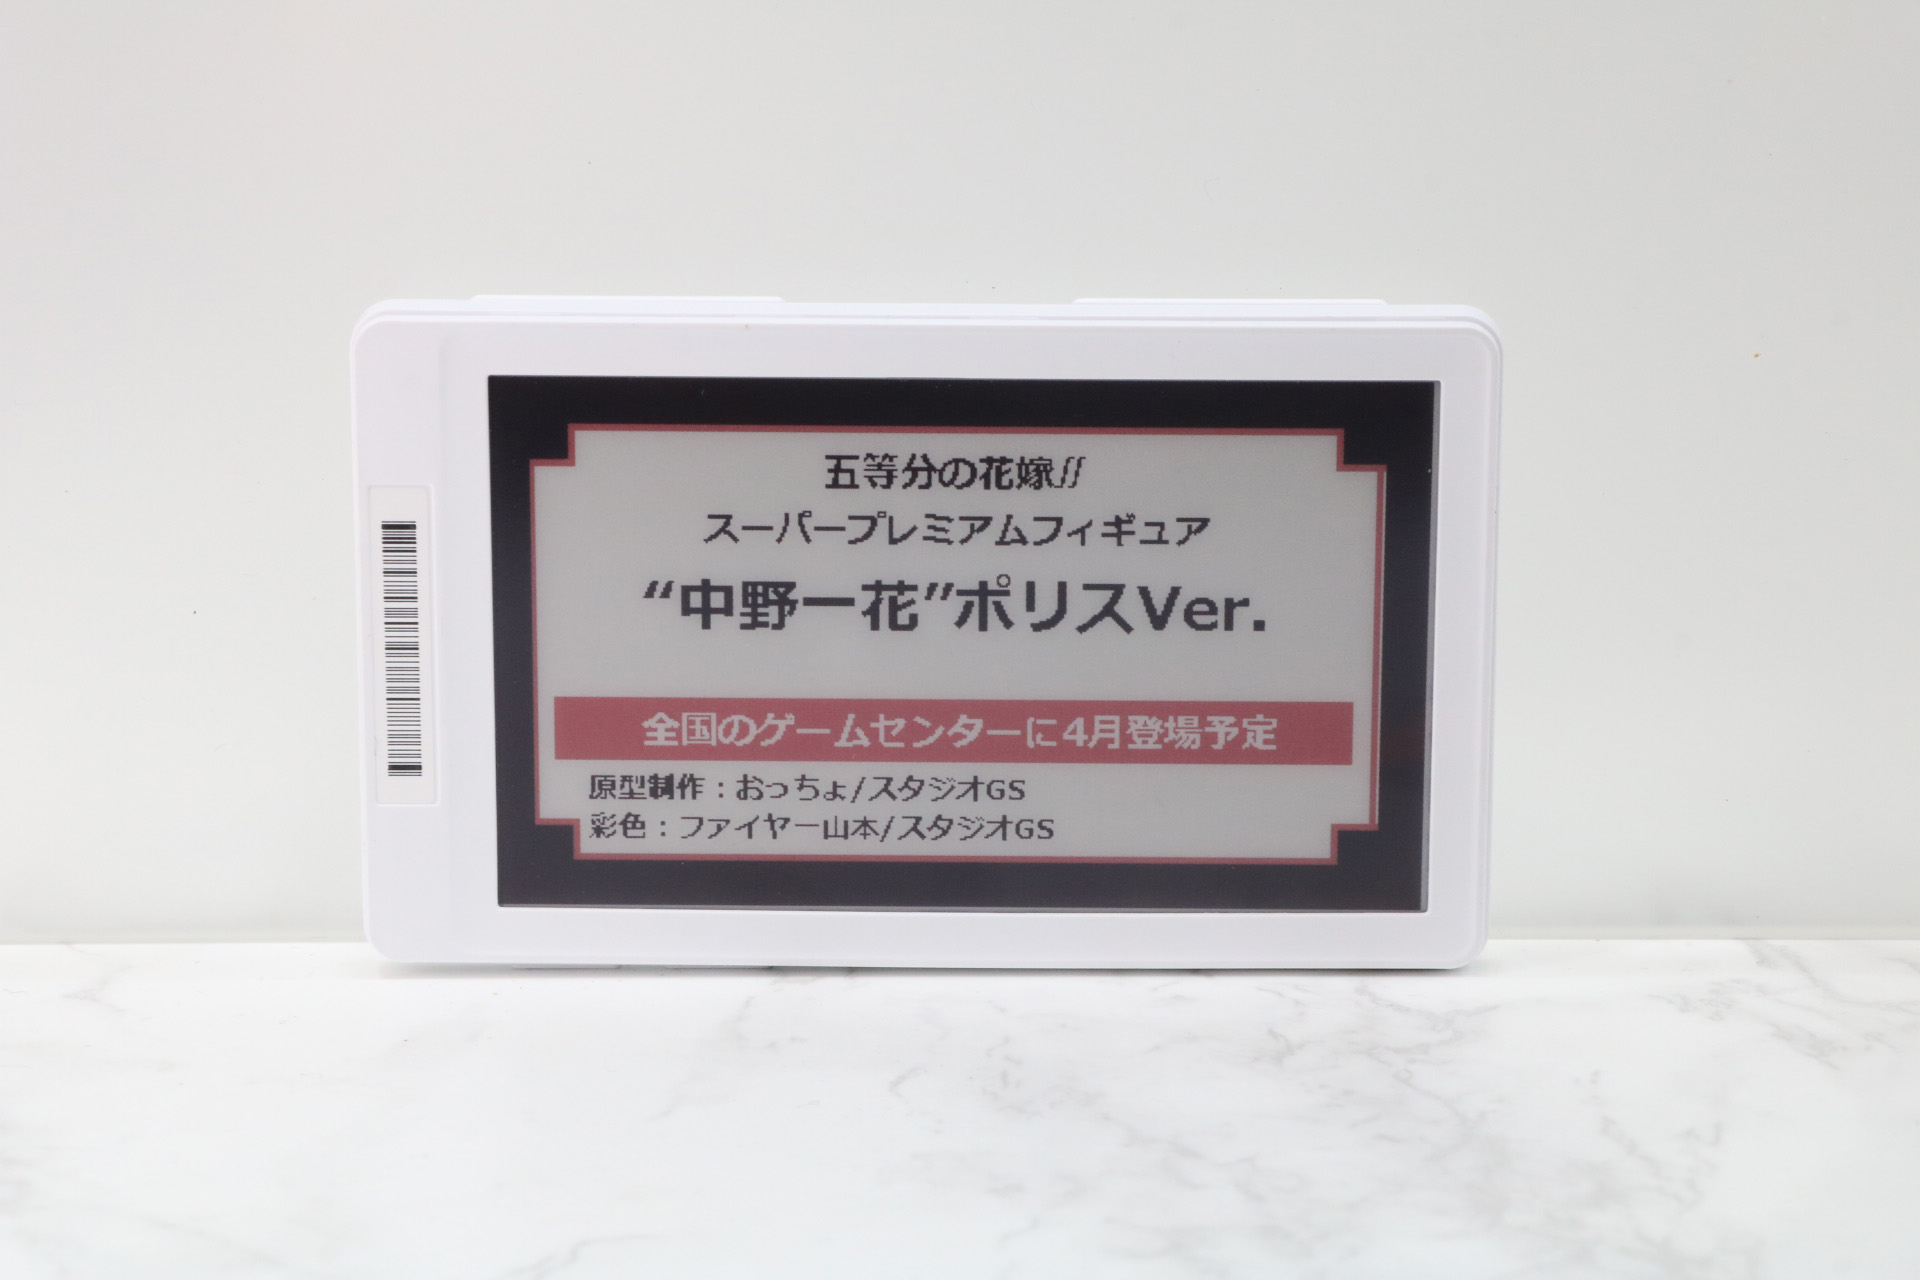 五等分の花嫁∬
スーパープレミアムフィギュア
“中野一花”ポリスVer.
全国のゲームセンターに4月登場予定
原型制作：おっちょ/スタジオGS
彩色：ファイヤー山本/スタジオGS